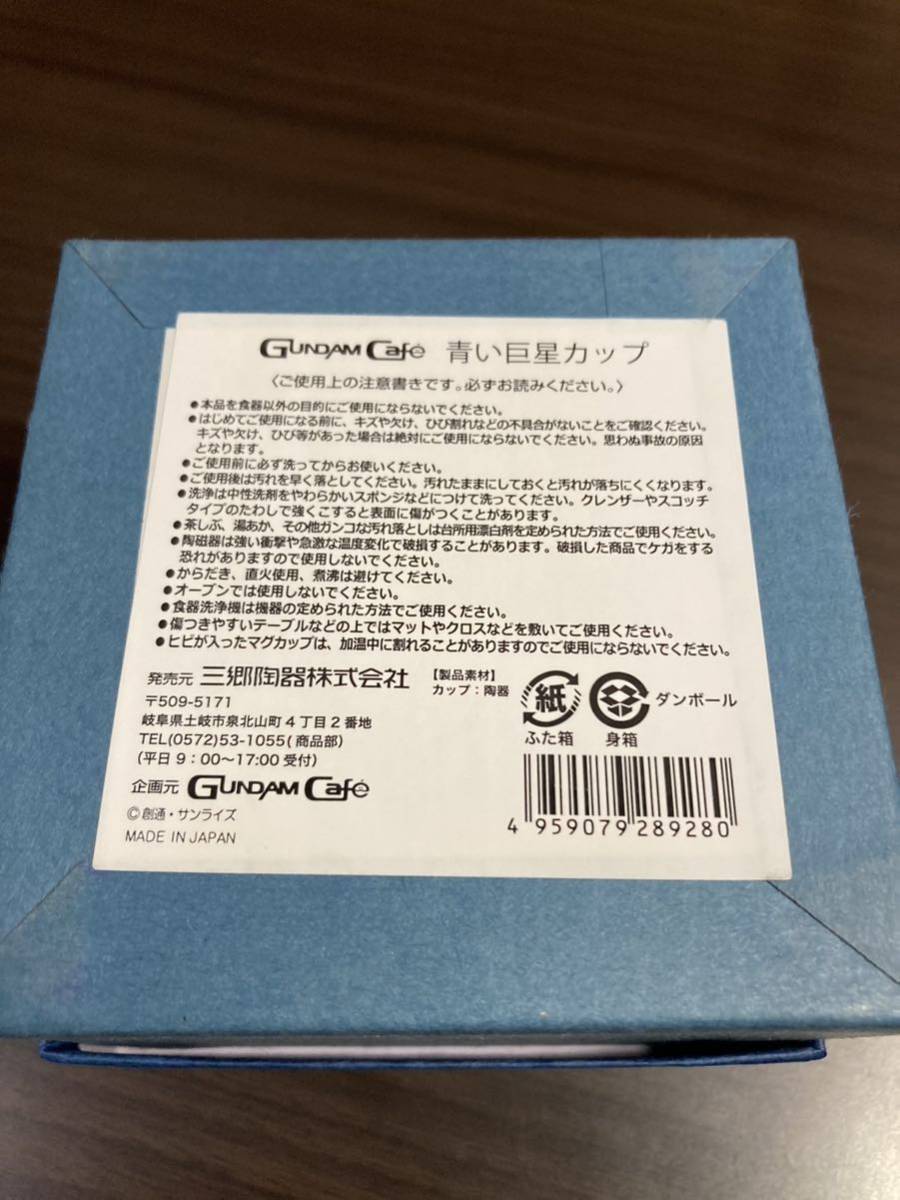 GUNDAM Café 青い巨星カップ
〈ご使用上の注意書きです。必ずお読みください。〉
●本品を食器以外の目的にご使用にならないでください。
●はじめてご使用になる前に、キズや欠け、ひび割れなどの不具合がないことをご確認ください。
キズや欠け、ひび等があった場合は絶対にご使用にならないでください。思わぬ事故の原因
となります。
●ご使用前に必ず洗ってからお使いください。
●ご使用後は汚れを早く落としてください。汚れたままにしておくと汚れが落ちにくくなります。
●洗浄は中性洗剤をやわらかいスポンジなどにつけて洗ってください。クレンザーやスコッチ
タイプのたわしで強くこすると表面に傷がつくことがあります。
●茶しぶ、湯あか、その他ガンコな汚れ落としは台所用漂白剤を定められた方法でご使用ください。
●陶磁器は強い衝撃や急激な温度変化で破損することがあります。破損した商品でケガをする
恐れがありますので使用しないでください。
●からだき、直火使用、煮沸は避けてください。
●オーブンでは使用しないでください。
●食器洗浄機は機器の定められた方法でご使用ください。
●傷つきやすいテーブルなどの上ではマットやクロスなどを敷いてご使用ください。
●ヒビが入ったマグカップは、加温中に割れることがありますのでご使用にならないでください。
発売元 三郷陶器株式会社
〒509-5171
岐阜県土岐市泉北山町4丁目2番地
TEL(0572)53-1055(商品部)
(平日9:00〜17:00受付)
企画元 GUNDAM Café
©創通・サンライズ
MADE IN JAPAN
【製品素材】
カップ:陶器
紙
ふた箱
身箱
ダンボール
4 959079 289280